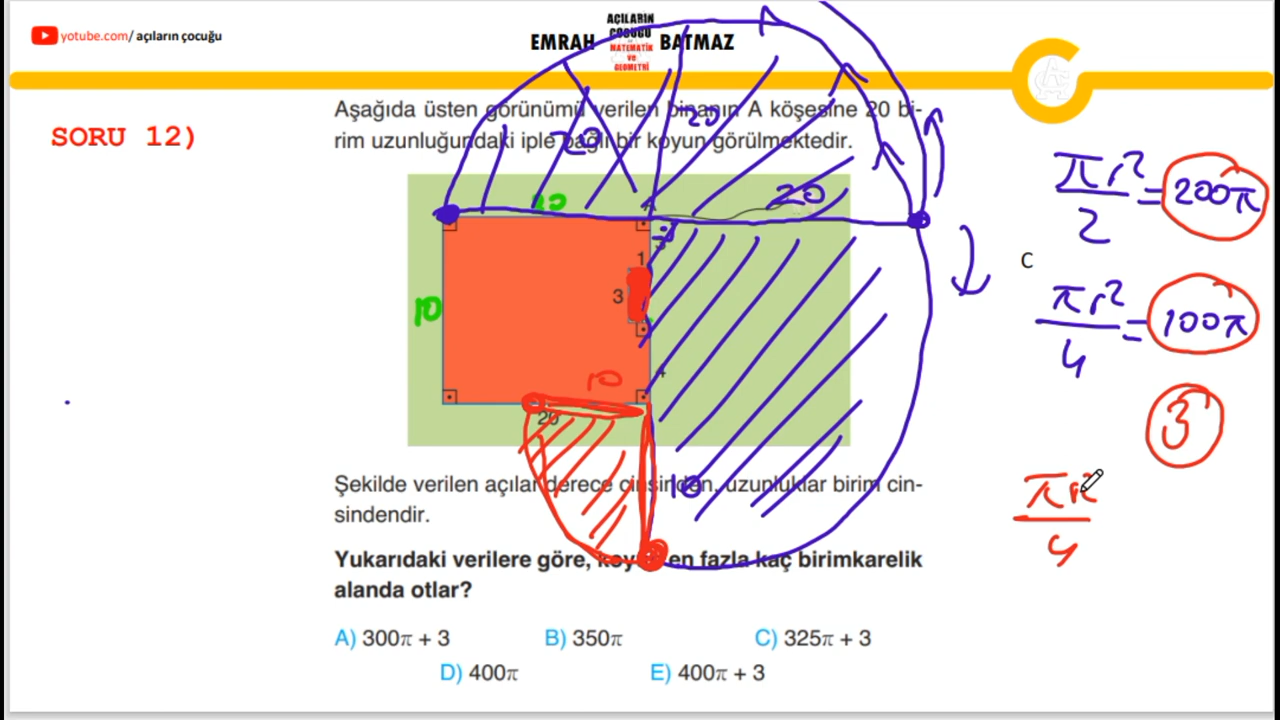 yotube.com/ açıların çocuğu
AÇILARIN
ÇOCUĞU
MATEMATİK
ve
GEOMETRİ
EMRAH BATMAZ
SORU 12)
Aşağıda üsten görünümü verilen binanın A köşesine 20 bi-
rim uzunluğundaki iple bağlı bir koyun görülmektedir.
20
20
20
10
A
1
3
10
4
10
20
10
πr²/2 = 200π
C
πr²/4 = 100π
3
πr/4
Şekilde verilen açılar derece cinsinden, uzunluklar birim cin-
sindendir.
Yukarıdaki verilere göre, koyun en fazla kaç birimkarelik
alanda otlar?
A) 300π + 3 B) 350π C) 325π + 3
D) 400π E) 400π + 3